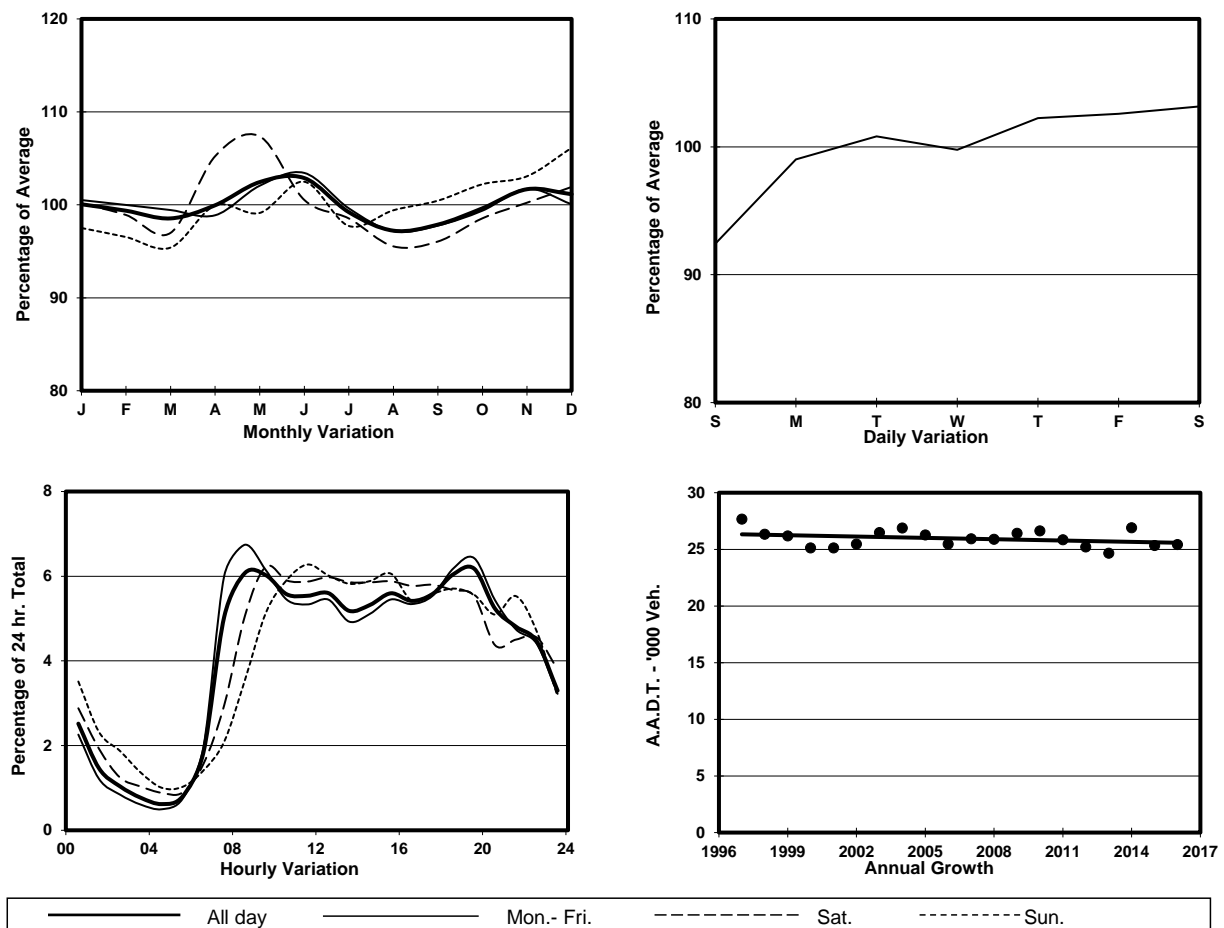 Percentage of Average
120
110
100
90
80
J F M A M J J A S O N D
Monthly Variation
Percentage of Average
110
100
90
80
S M T W T F S
Daily Variation
Percentage of 24 hr. Total
8
6
4
2
0
00 04 08 12 16 20 24
Hourly Variation
A.A.D.T. - '000 Veh.
30
25
20
15
10
5
0
1996 1999 2002 2005 2008 2011 2014 2017
Annual Growth
All day Mon.- Fri. Sat. Sun.